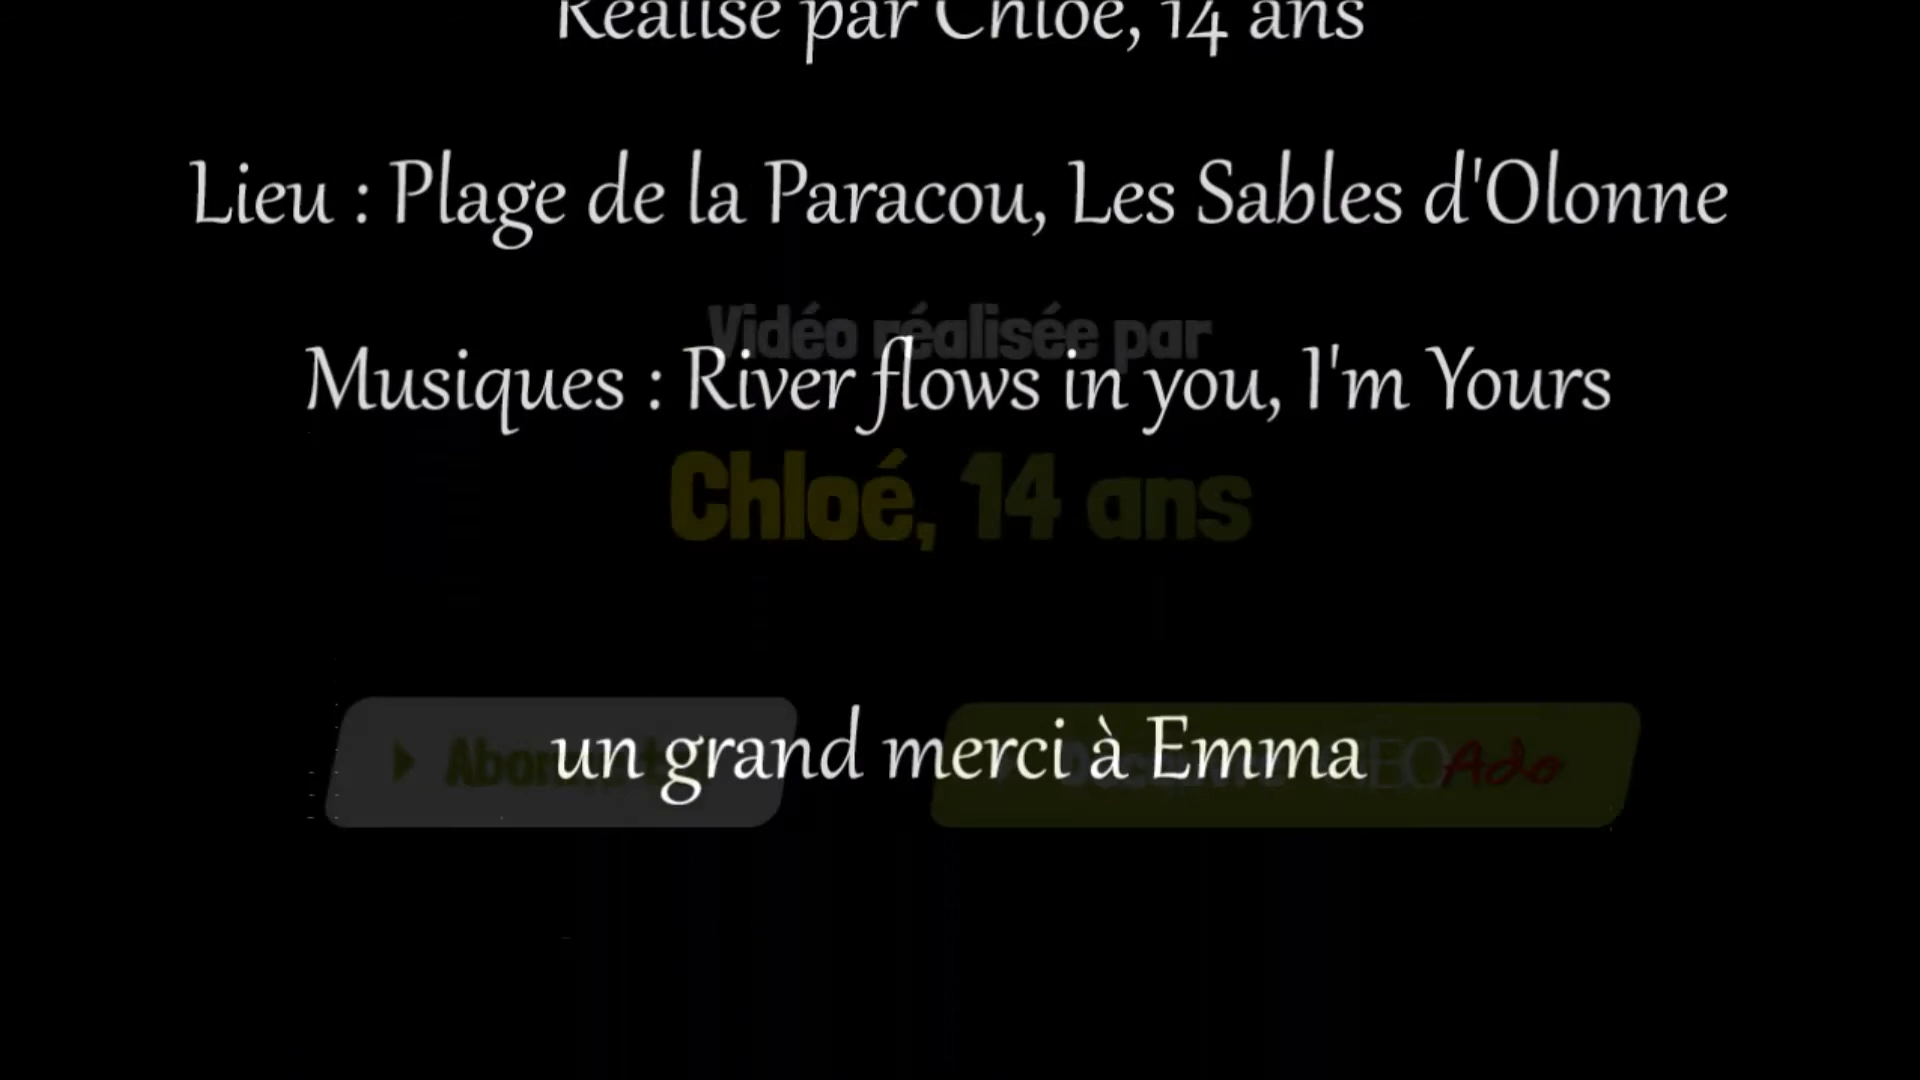 Réalisé par Chloé, 14 ans
Lieu : Plage de la Paracou, Les Sables d'Olonne
Vidéo réalisée par
Musiques : River flows in you, I'm Yours
Chloé, 14 ans
un grand merci à Emma
GEOAdo